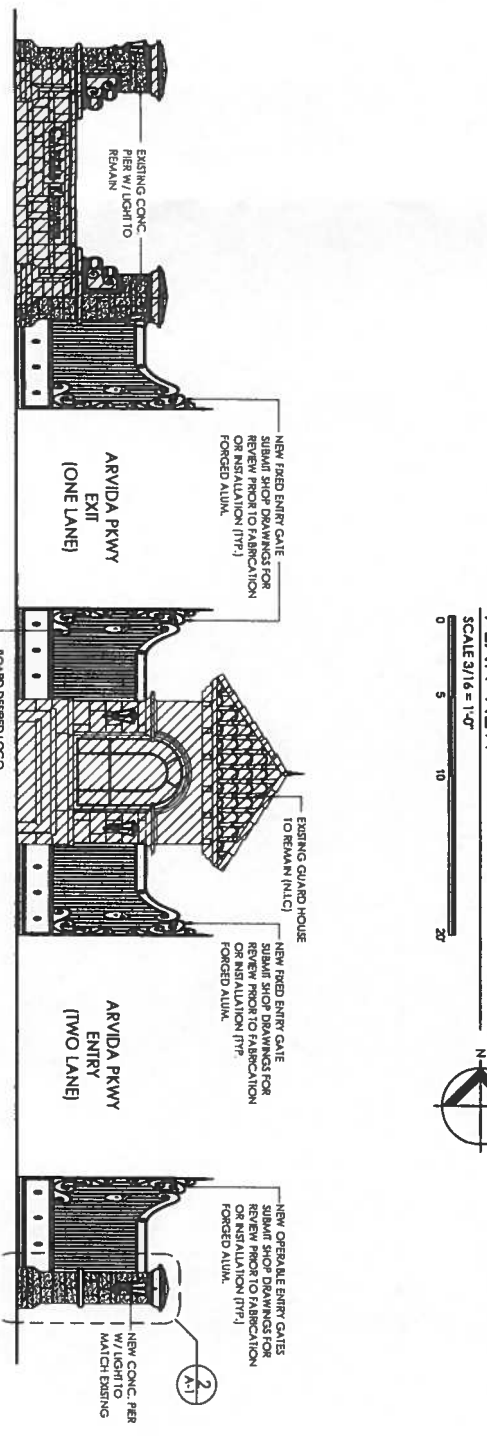 SCALE 3/16 = 1'-0"
0 5 10 20'
N
EXISTING CONC.
PIER W/ LIGHT TO
REMAIN
NEW FIXED ENTRY GATE
SUBMIT SHOP DRAWINGS FOR
REVIEW PRIOR TO FABRICATION
OR INSTALLATION (TYP.)
FORGED ALUM.
EXISTING GUARD HOUSE
TO REMAIN (N.I.C)
NEW FIXED ENTRY GATE
SUBMIT SHOP DRAWINGS FOR
REVIEW PRIOR TO FABRICATION
OR INSTALLATION (TYP.
FORGED ALUM.
NEW OPERABLE ENTRY GATES
SUBMIT SHOP DRAWINGS FOR
REVIEW PRIOR TO FABRICATION
OR INSTALLATION (TYP.)
FORGED ALUM.
ARVIDA PKWY
EXIT
(ONE LANE)
ARVIDA PKWY
ENTRY
(TWO LANE)
NEW CONC. PIER
W/ LIGHT TO
MATCH EXISTING
2
A-1